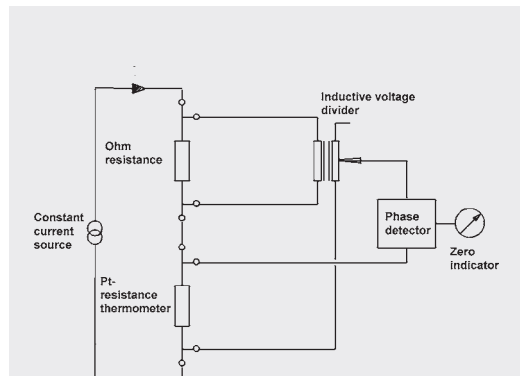 Inductive voltage
divider
Ohm
resistance
Constant
current
source
Phase
detector
Zero
indicator
Pt-
resistance
thermometer